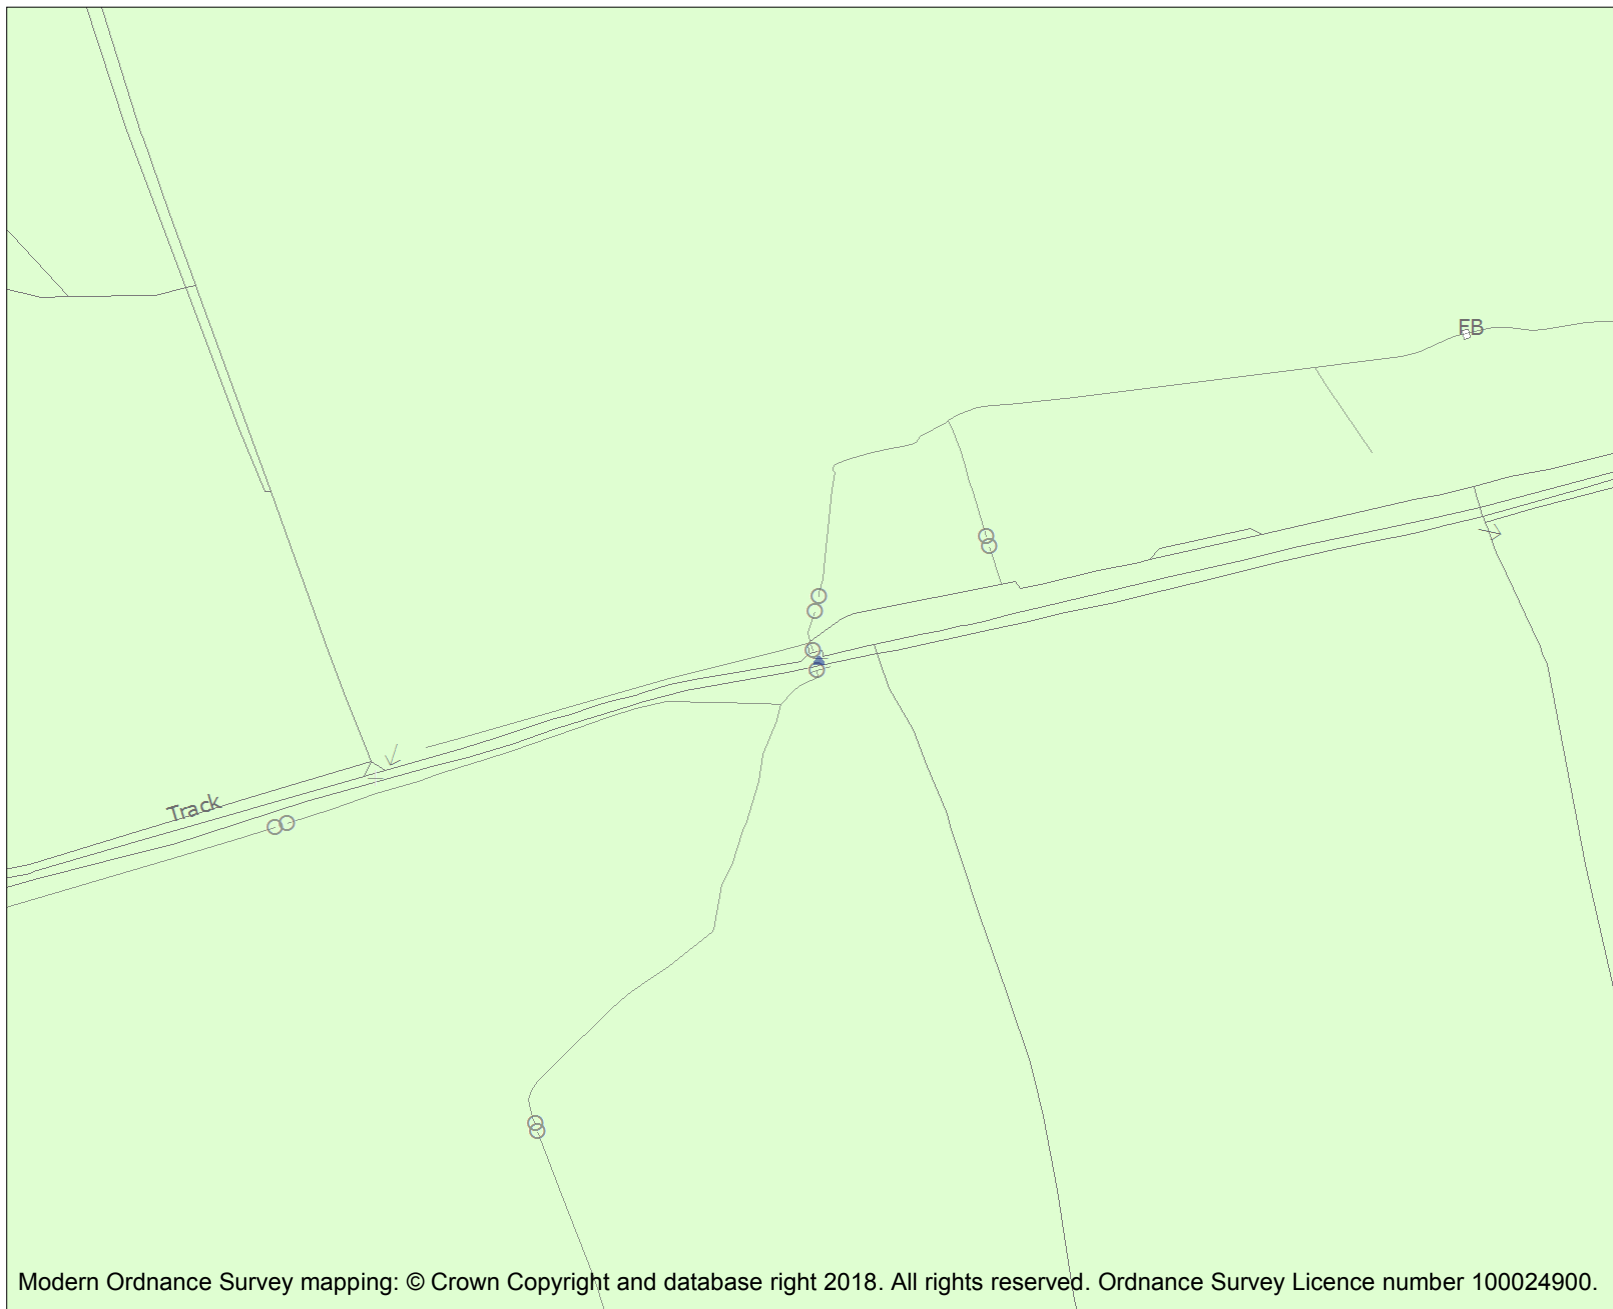 FB
Track
Modern Ordnance Survey mapping: © Crown Copyright and database right 2018. All rights reserved. Ordnance Survey Licence number 100024900.